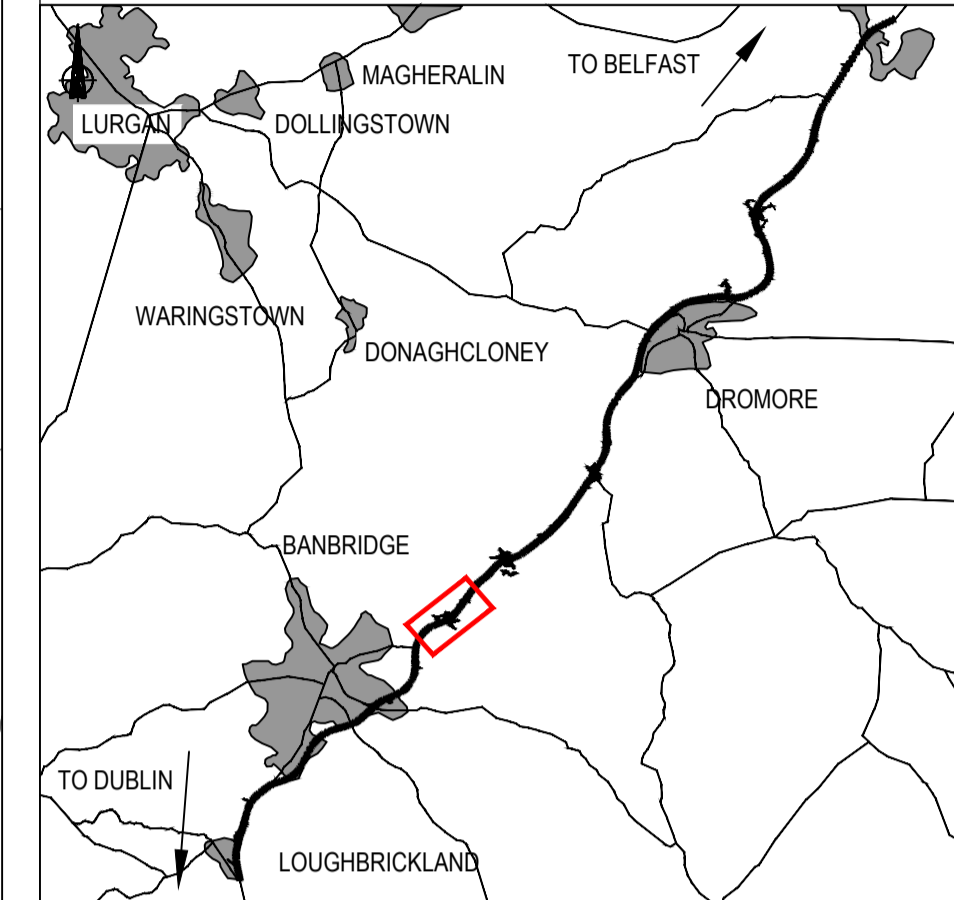 TO BELFAST
MAGHERALIN
LURGAN
DOLLINGSTOWN
WARINGSTOWN
DONAGHCLONEY
DROMORE
BANBRIDGE
TO DUBLIN
LOUGHBRICKLAND